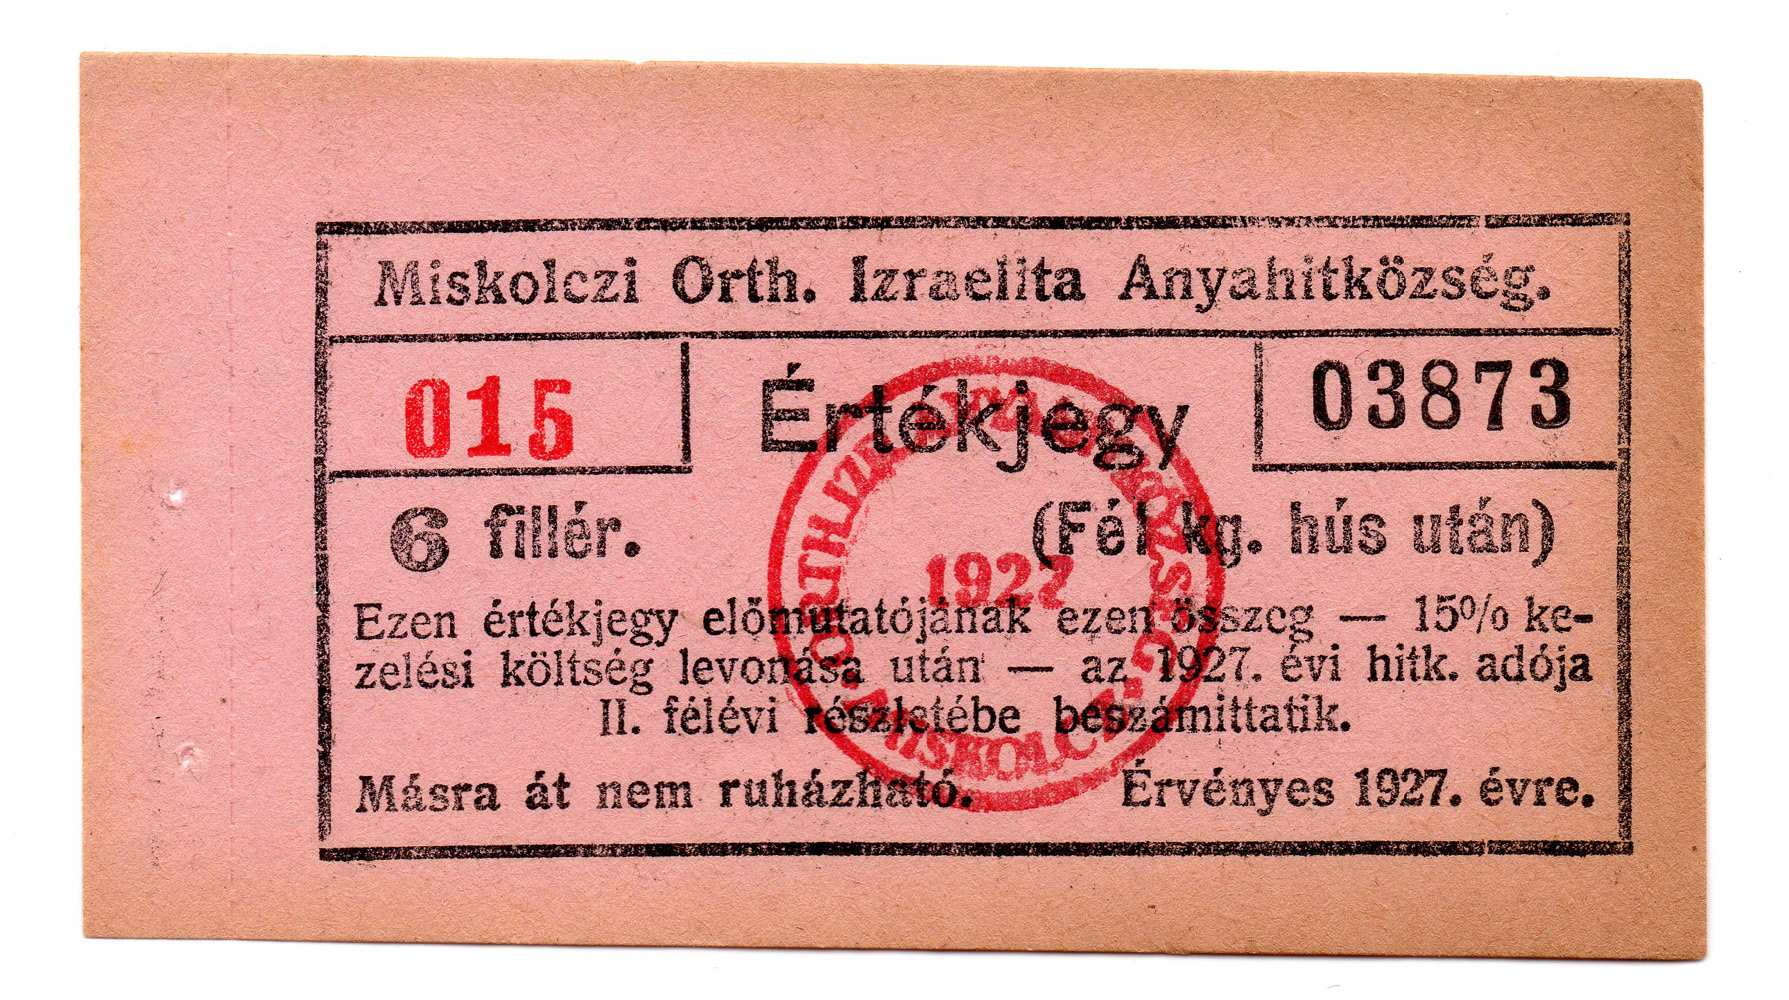 Miskolczi Orth. Izraelita Anyahitközség.
015
Értékjegy
03873
6 fillér.
(Fél kg. hús után)
1922
Ezen értékjegy előmutatójának ezen összeg — 15% ke-
zelési költség levonása után — az 1927. évi hitk. adója
II. félévi részletébe beszámittatik.
Másra át nem ruházható.
Érvényes 1927. évre.
MISKOLCZ